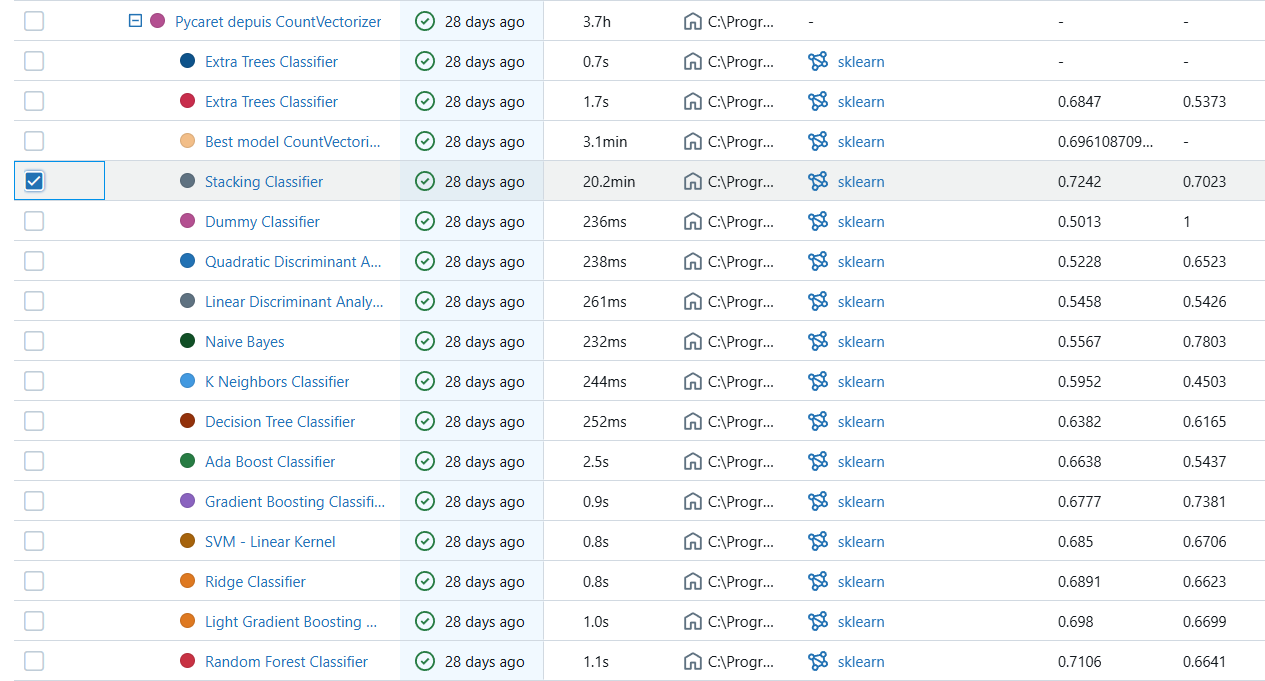 Pycaret depuis CountVectorizer 28 days ago 3.7h C:\Progr... - - -
Extra Trees Classifier 28 days ago 0.7s C:\Progr... sklearn - -
Extra Trees Classifier 28 days ago 1.7s C:\Progr... sklearn 0.6847 0.5373
Best model CountVectori... 28 days ago 3.1min C:\Progr... sklearn 0.696108709... -
Stacking Classifier 28 days ago 20.2min C:\Progr... sklearn 0.7242 0.7023
Dummy Classifier 28 days ago 236ms C:\Progr... sklearn 0.5013 1
Quadratic Discriminant A... 28 days ago 238ms C:\Progr... sklearn 0.5228 0.6523
Linear Discriminant Analy... 28 days ago 261ms C:\Progr... sklearn 0.5458 0.5426
Naive Bayes 28 days ago 232ms C:\Progr... sklearn 0.5567 0.7803
K Neighbors Classifier 28 days ago 244ms C:\Progr... sklearn 0.5952 0.4503
Decision Tree Classifier 28 days ago 252ms C:\Progr... sklearn 0.6382 0.6165
Ada Boost Classifier 28 days ago 2.5s C:\Progr... sklearn 0.6638 0.5437
Gradient Boosting Classifi... 28 days ago 0.9s C:\Progr... sklearn 0.6777 0.7381
SVM - Linear Kernel 28 days ago 0.8s C:\Progr... sklearn 0.685 0.6706
Ridge Classifier 28 days ago 0.8s C:\Progr... sklearn 0.6891 0.6623
Light Gradient Boosting ... 28 days ago 1.0s C:\Progr... sklearn 0.698 0.6699
Random Forest Classifier 28 days ago 1.1s C:\Progr... sklearn 0.7106 0.6641